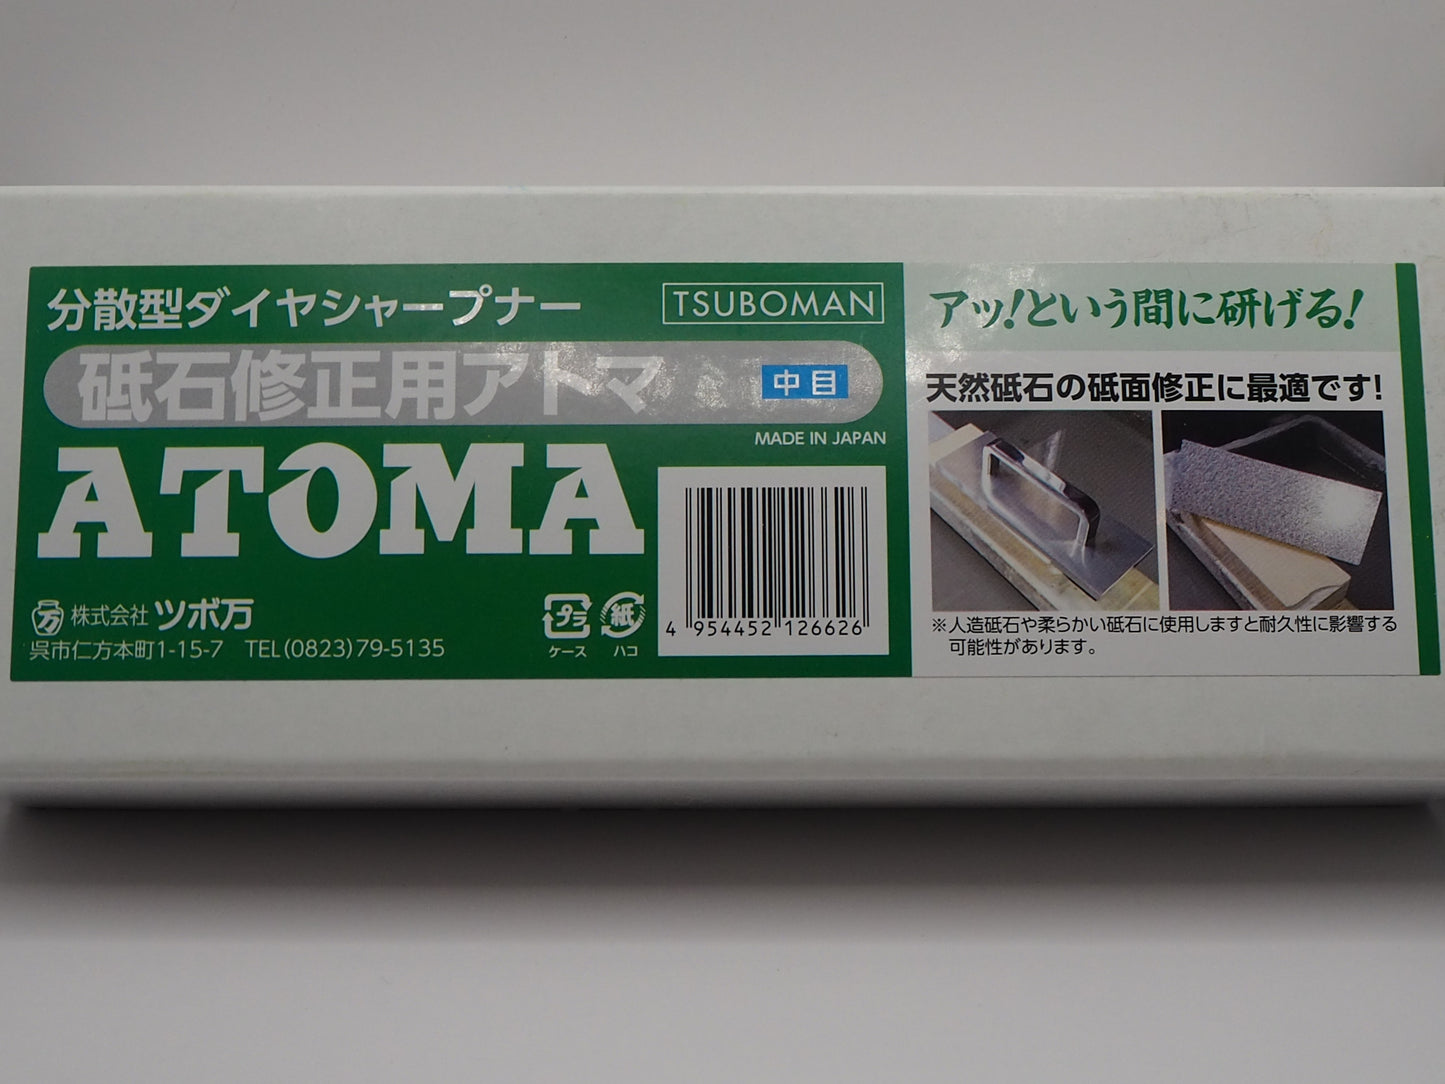 分散型ダイヤシャープナー
TSUBOMAN
砥石修正用アトマ
中目
MADE IN JAPAN
ATOMA
万
株式会社 ツボ万
呉市仁方本町1-15-7 TEL(0823)79-5135
プラ
ケース
紙
ハコ
4 954452 126626
アッ!という間に研げる!
天然砥石の砥面修正に最適です!
※人造砥石や柔らかい砥石に使用しますと耐久性に影響する
可能性があります。